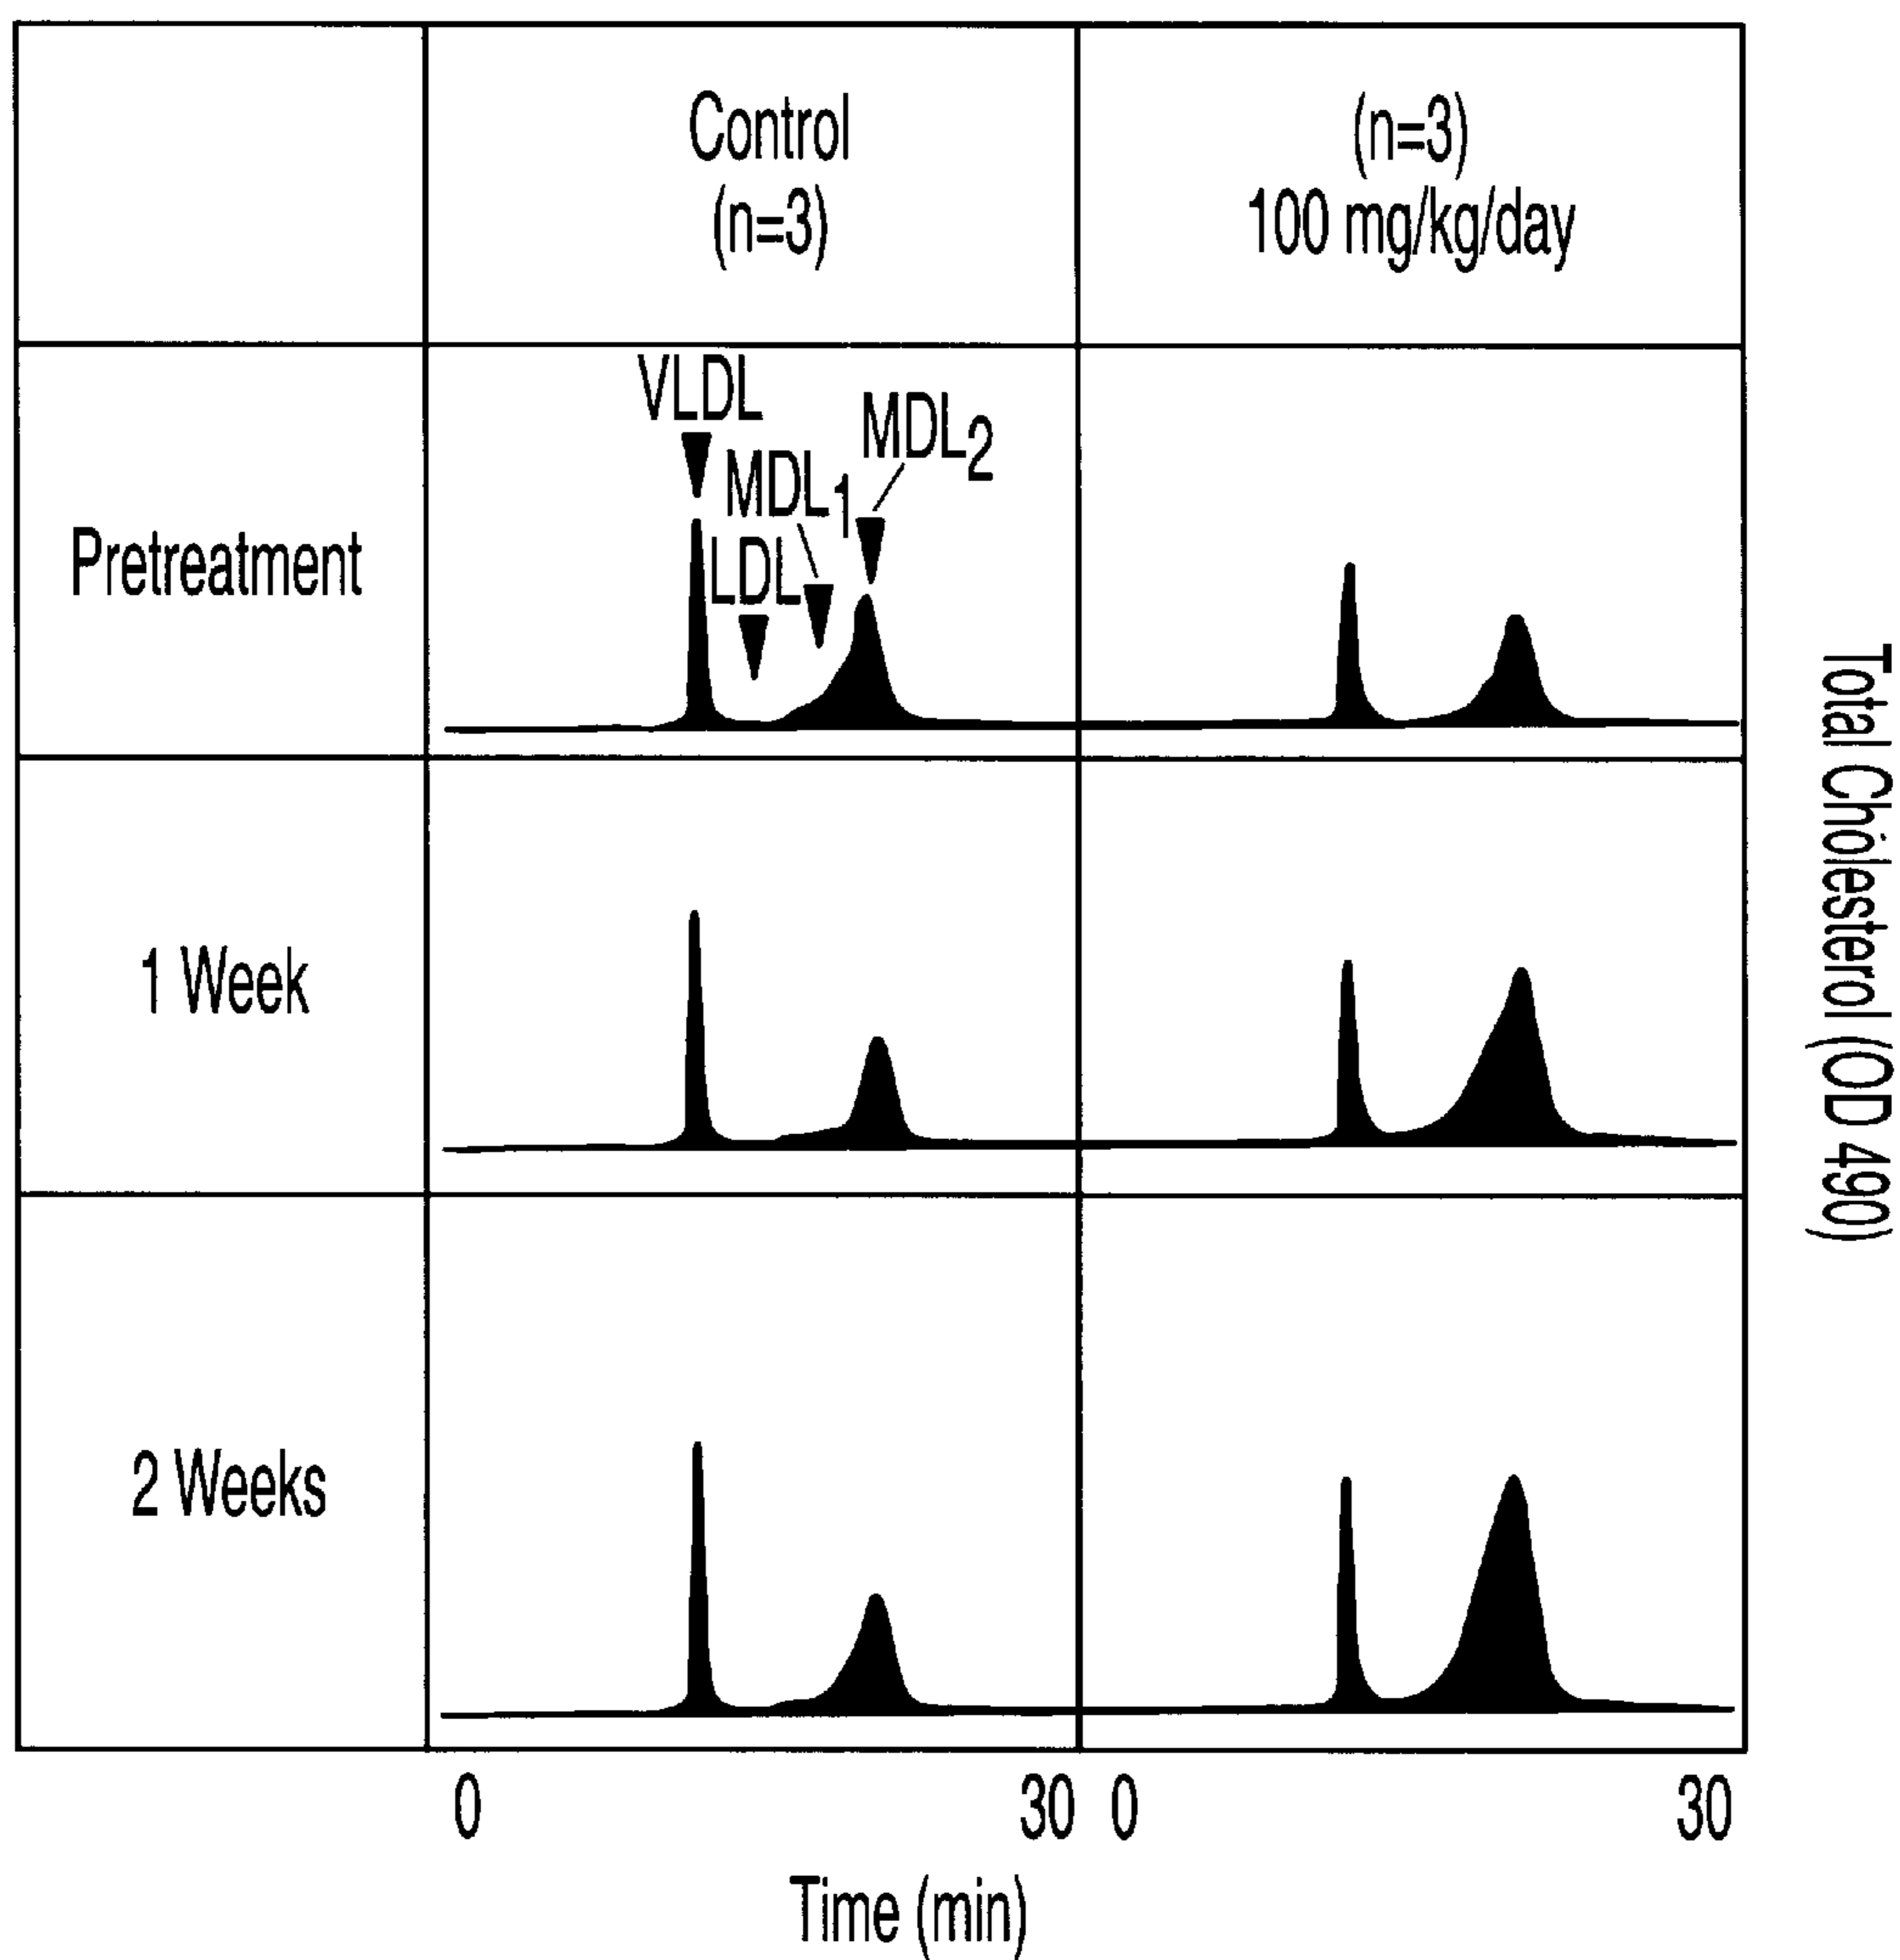 Control
(n=3)
(n=3)
100 mg/kg/day
Pretreatment
VLDL
MDL1
LDL
MDL2
1 Week
2 Weeks
0 30 0 30
Time (min)
Total Cholesterol (OD 490)